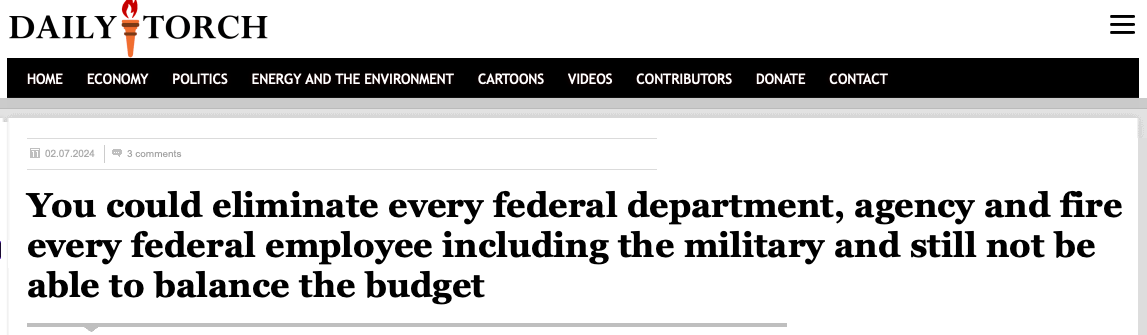 DAILY TORCH
HOME ECONOMY POLITICS ENERGY AND THE ENVIRONMENT CARTOONS VIDEOS CONTRIBUTORS DONATE CONTACT
02.07.2024 3 comments
You could eliminate every federal department, agency and fire
every federal employee including the military and still not be
able to balance the budget